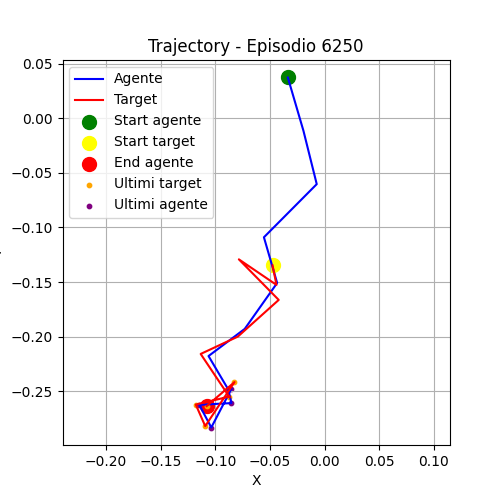 Trajectory - Episodio 6250
Agente
Target
Start agente
Start target
End agente
Ultimi target
Ultimi agente
0.05
0.00
−0.05
−0.10
−0.15
−0.20
−0.25
−0.20
−0.15
−0.10
−0.05
0.00
0.05
0.10
X